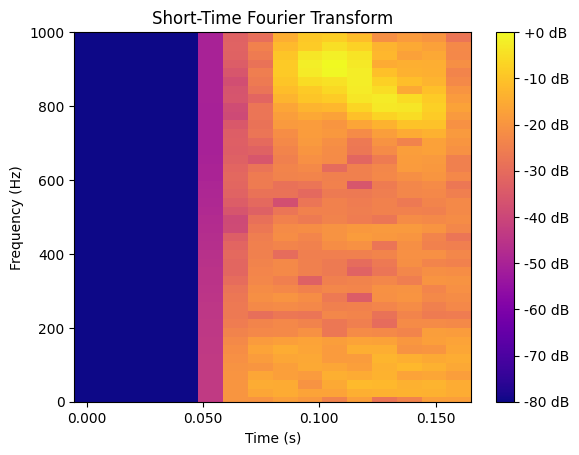 Short-Time Fourier Transform
Frequency (Hz)
1000
800
600
400
200
0
0.000
0.050
0.100
0.150
Time (s)
+0 dB
-10 dB
-20 dB
-30 dB
-40 dB
-50 dB
-60 dB
-70 dB
-80 dB